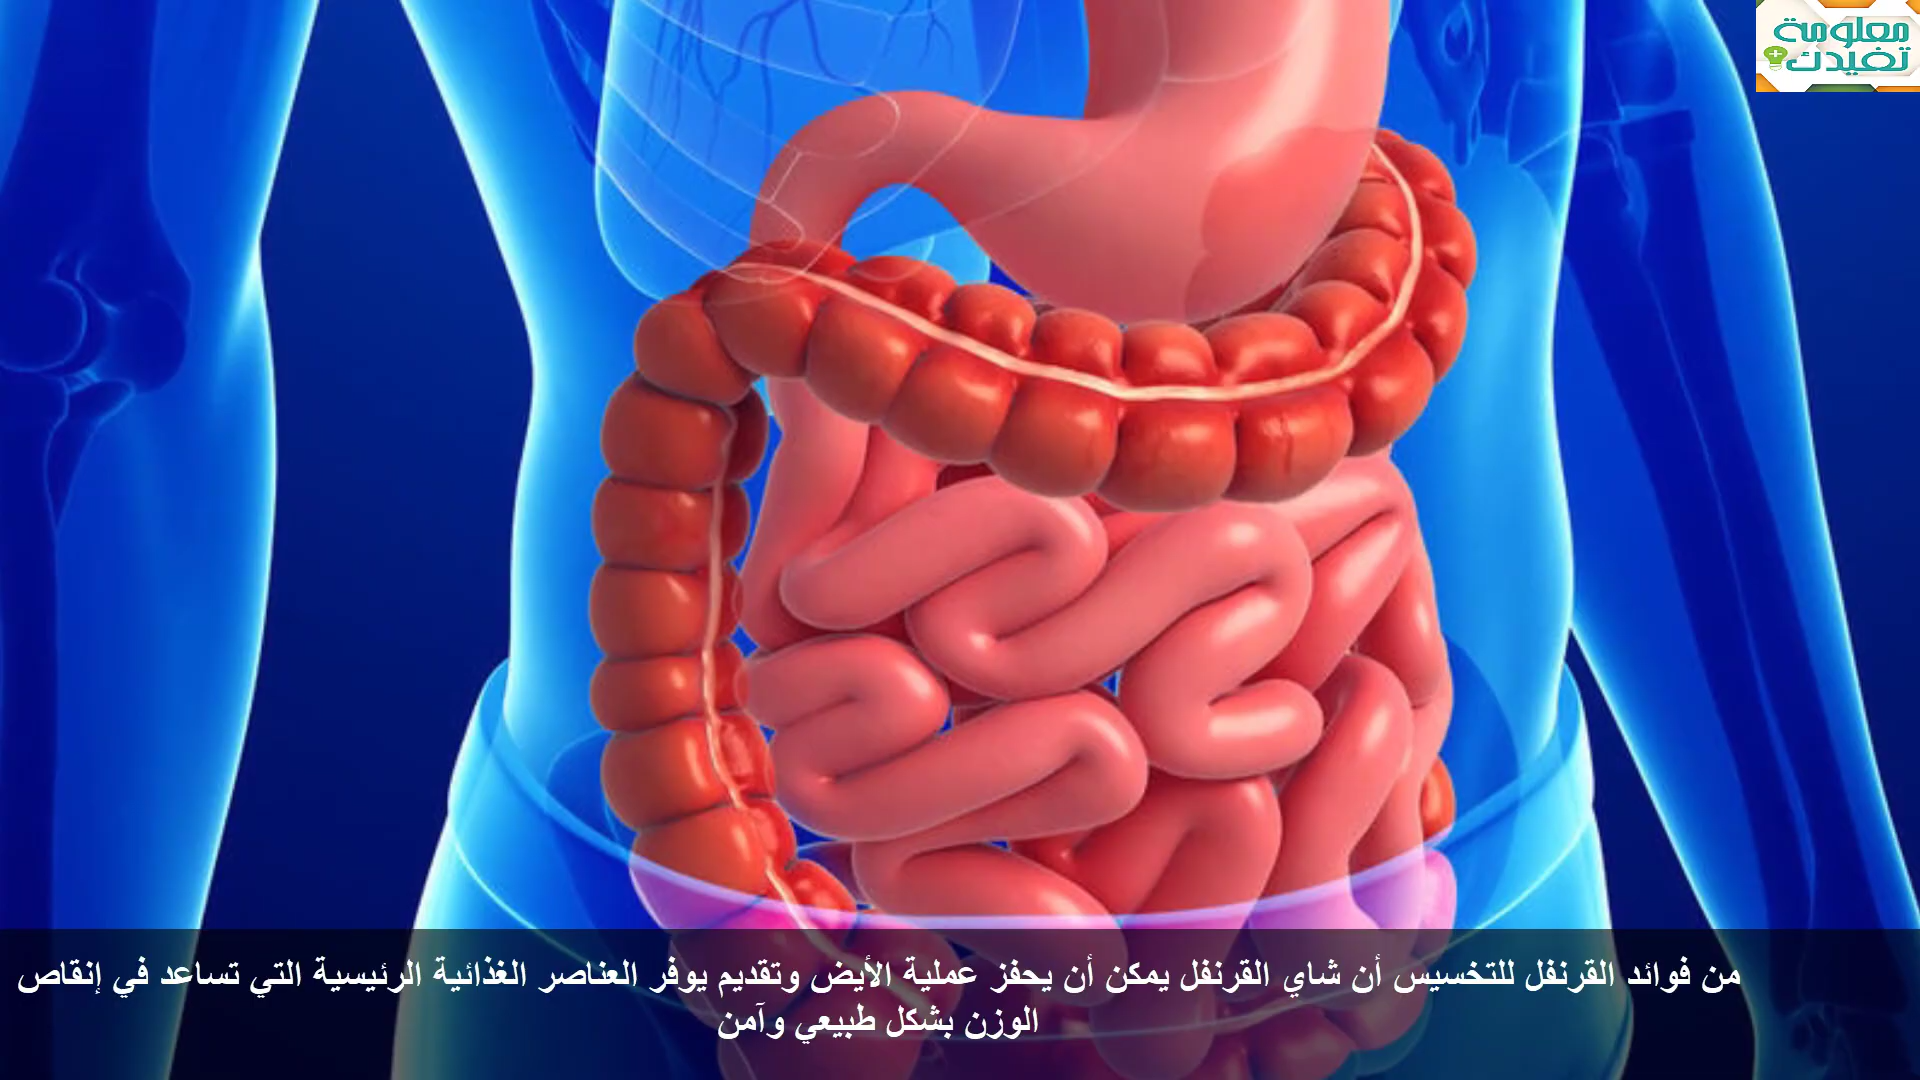 معلومة
تفيدك
من فوائد القرنفل للتخسيس أن شاي القرنفل يمكن أن يحفز عملية الأيض وتقديم يوفر العناصر الغذائية الرئيسية التي تساعد في إنقاص
الوزن بشكل طبيعي وآمن